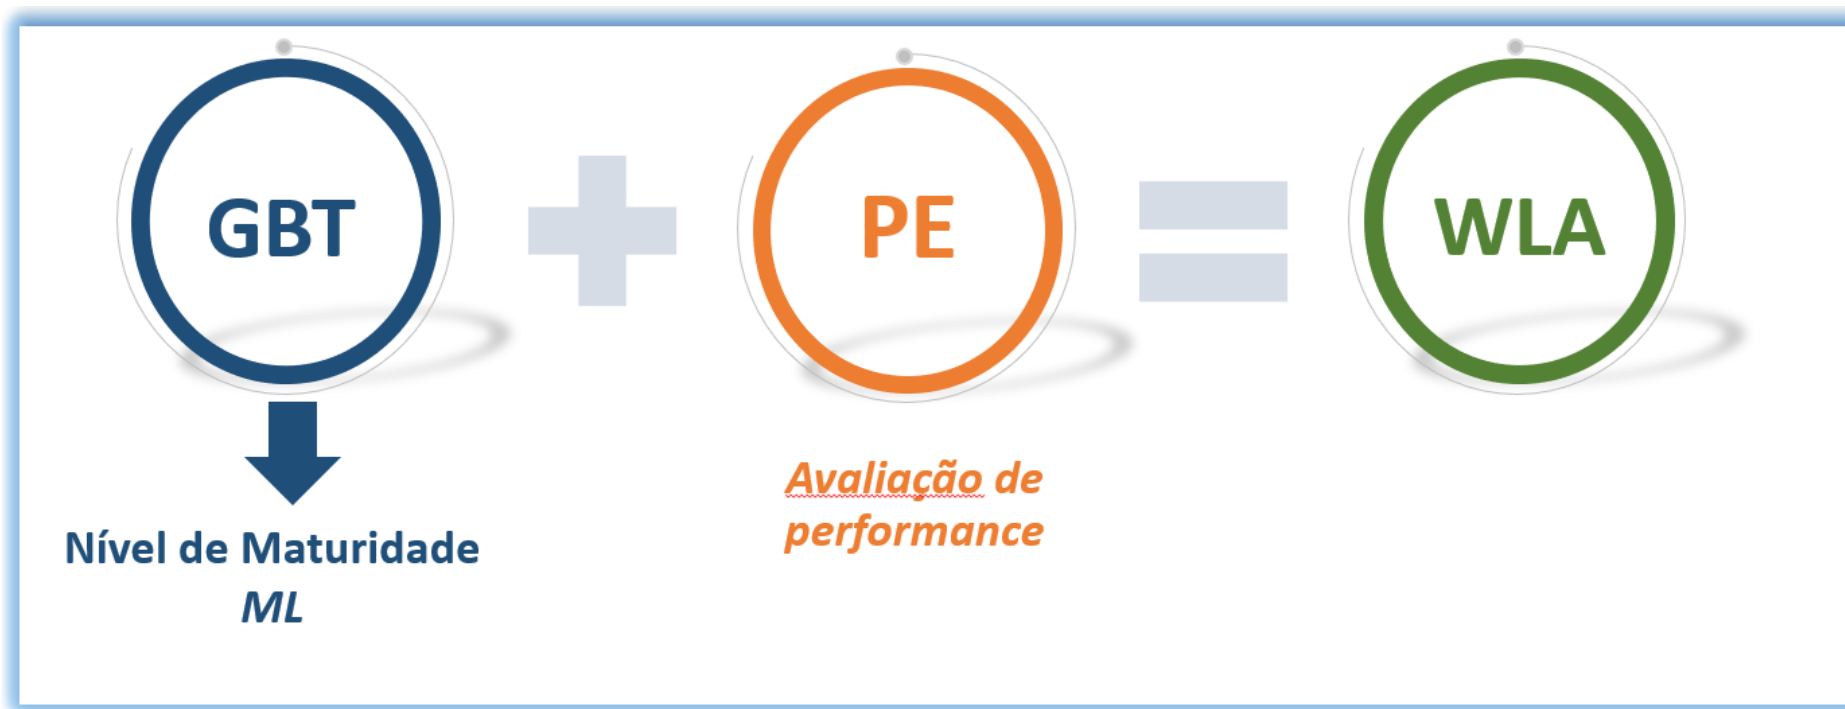 GBT
PE
WLA
Nível de Maturidade
ML
Avaliação de
performance